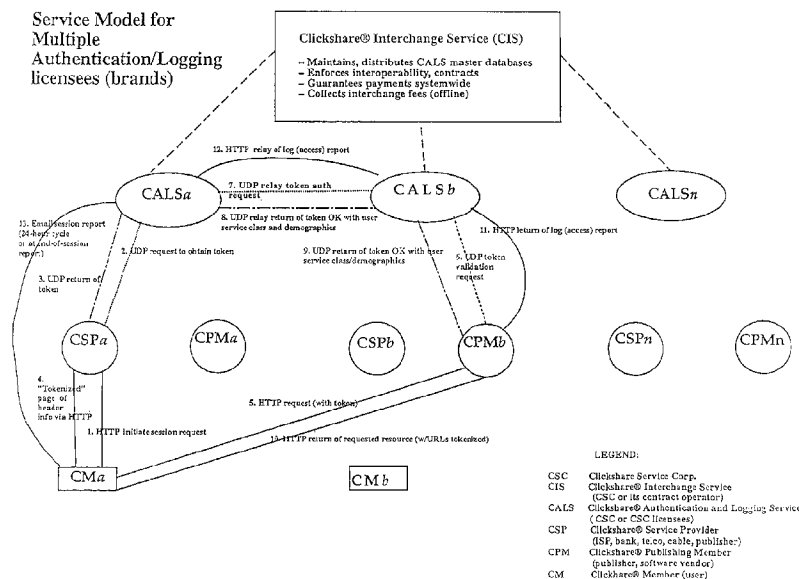 Service Model for
Multiple
Authentication/Logging
licensees (brands)
Clickshare® Interchange Service (CIS)
– Maintains, distributes CALS master databases
– Enforces interoperability, contracts
– Guarantees payments systemwide
– Collects interchange fees (offline)
12. HTTP relay of log (access) report
CALSa
7. UDP relay token auth
request
CALSb
CALSn
8. UDP relay return of token OK with user
service class and demographics
13. Email session report
(24-hour cycle
or at end-of-session
report)
2. UDP request to obtain token
9. UDP return of token OK with user
service class/demographics
11. HTTP return of log (access) report
6. UDP token
validation
request
3. UDP return of
token
CSPa
CPMa
CSPb
CPMb
CSPn
CPMn
4.
"Tokenized"
page of
header
info via HTTP
5. HTTP request (with token)
1. HTTP initiate session request
10. HTTP return of requested resource (w/URLs tokenized)
CMa
CMb
LEGEND:
CSC Clickshare Service Corp.
CIS Clickshare® Interchange Service
(CSC or its contract operator)
CALS Clickshare® Authentication and Logging Service
(CSC or CSC licensees)
CSP Clickshare® Service Provider
(ISP, bank, te.co, cable, publisher)
CPM Clickshare® Publishing Member
(publisher, software vendor)
CM Clickhare® Member (user)